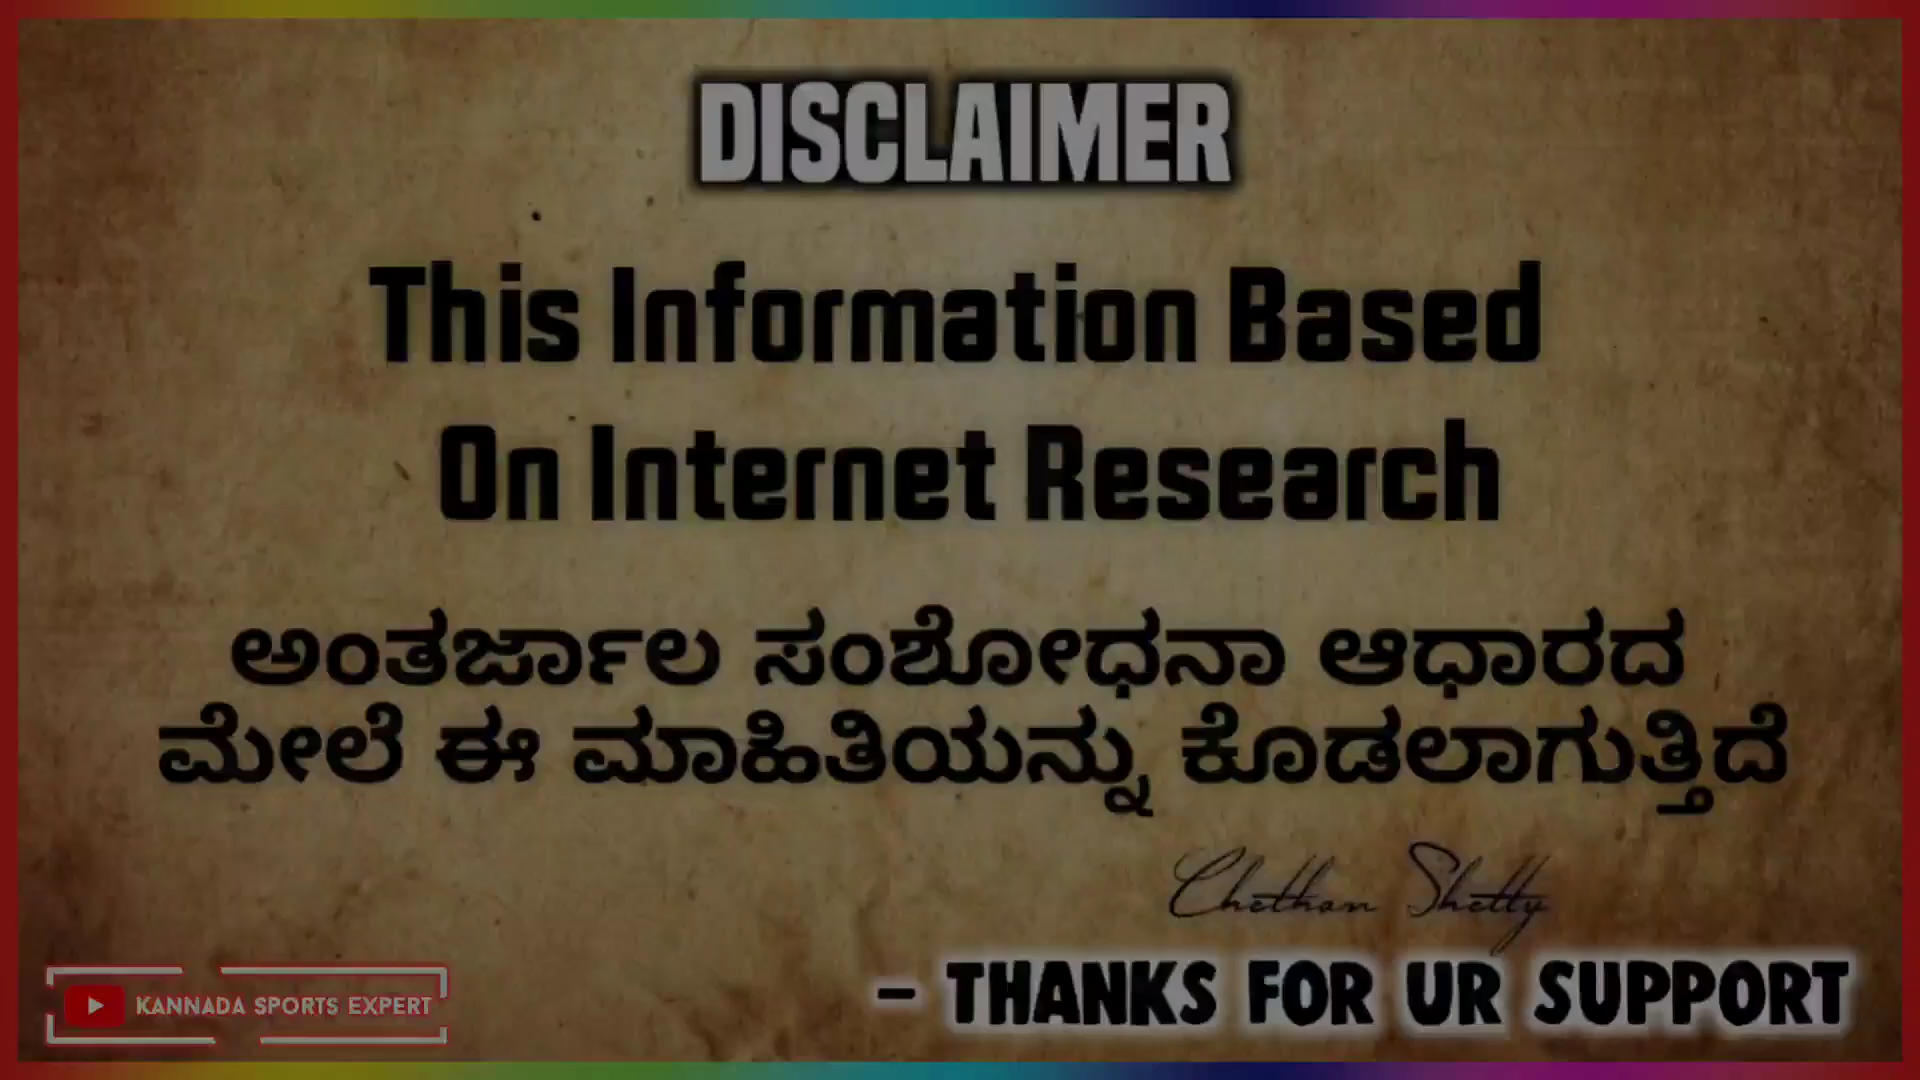 DISCLAIMER
This Information Based
On Internet Research
ಅಂತರ್ಜಾಲ ಸಂಶೋಧನಾ ಆಧಾರದ
ಮೇಲೆ ಈ ಮಾಹಿತಿಯನ್ನು ಕೊಡಲಾಗುತ್ತಿದೆ
Chethan Shetty
- THANKS FOR UR SUPPORT
KANNADA SPORTS EXPERT